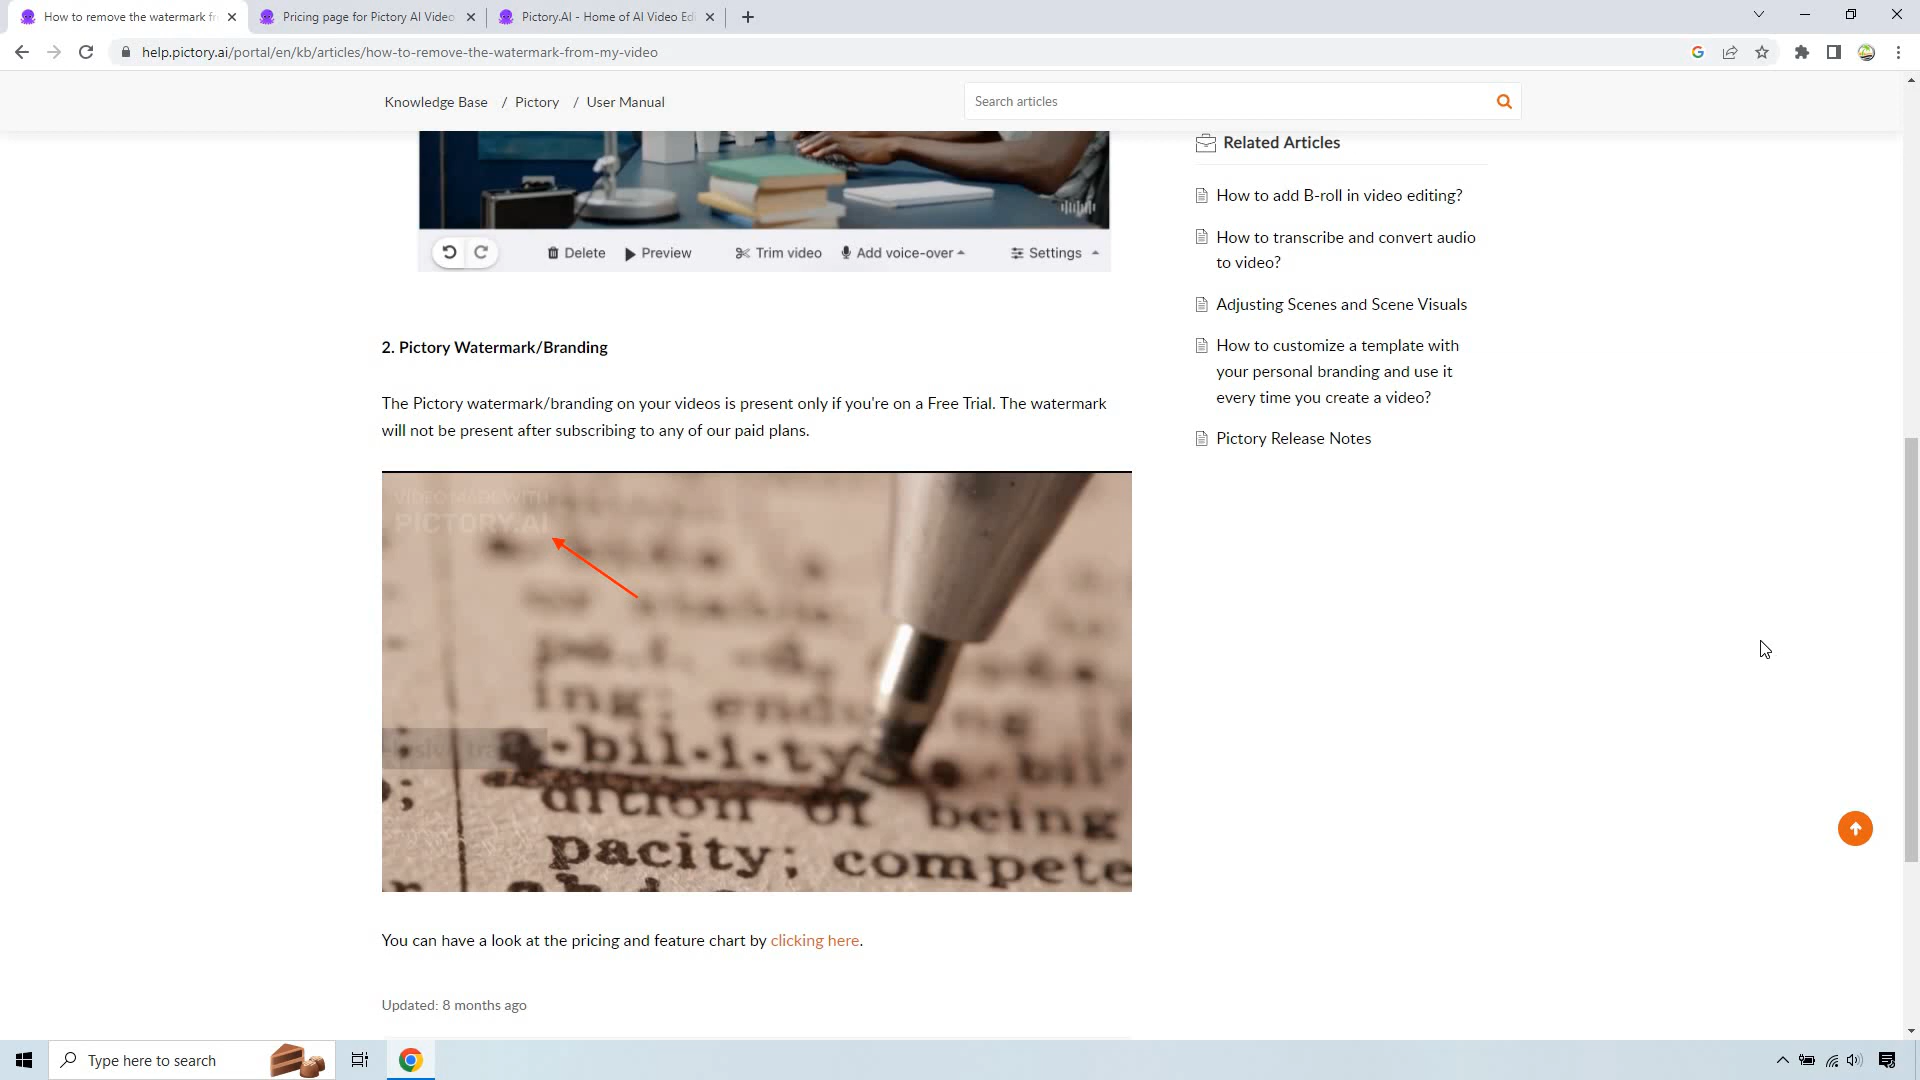 How to remove the watermark fr
Pricing page for Pictory AI Video
Pictory.AI - Home of AI Video Ed
help.pictory.ai/portal/en/kb/articles/how-to-remove-the-watermark-from-my-video
Knowledge Base / Pictory / User Manual
Search articles
Delete
Preview
Trim video
Add voice-over
Settings
2. Pictory Watermark/Branding
The Pictory watermark/branding on your videos is present only if you're on a Free Trial. The watermark
will not be present after subscribing to any of our paid plans.
VIDEO MADE WITH
PICTORY.AI
ing; end
a·bil·i·ty
bil
dition of being
pacity; compete
You can have a look at the pricing and feature chart by clicking here.
Updated: 8 months ago
Related Articles
How to add B-roll in video editing?
How to transcribe and convert audio
to video?
Adjusting Scenes and Scene Visuals
How to customize a template with
your personal branding and use it
every time you create a video?
Pictory Release Notes
Type here to search